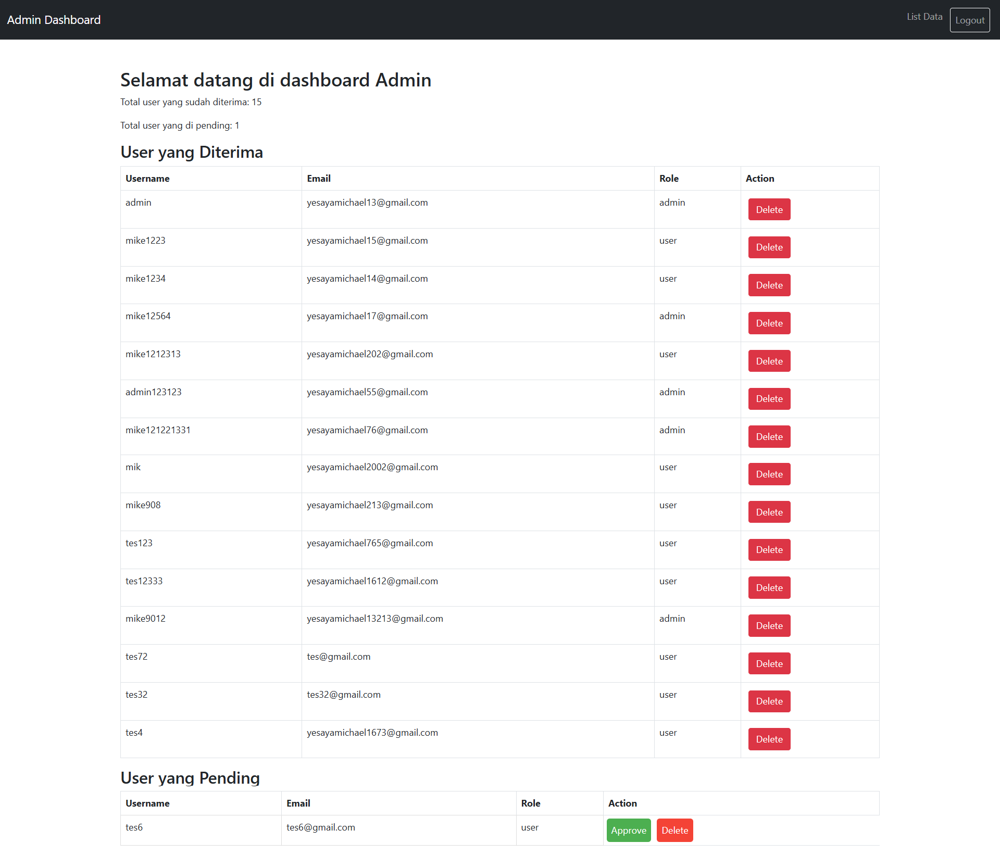 Admin Dashboard List Data Logout
Selamat datang di dashboard Admin
Total user yang sudah diterima: 15
Total user yang di pending: 1
User yang Diterima
Username Email Role Action
admin yesayamichael13@gmail.com admin Delete
mike1223 yesayamichael15@gmail.com user Delete
mike1234 yesayamichael14@gmail.com user Delete
mike12564 yesayamichael17@gmail.com admin Delete
mike1212313 yesayamichael202@gmail.com user Delete
admin123123 yesayamichael55@gmail.com admin Delete
mike121221331 yesayamichael76@gmail.com admin Delete
mik yesayamichael2002@gmail.com user Delete
mike908 yesayamichael213@gmail.com user Delete
tes123 yesayamichael765@gmail.com user Delete
tes12333 yesayamichael1612@gmail.com user Delete
mike9012 yesayamichael13213@gmail.com admin Delete
tes72 tes@gmail.com user Delete
tes32 tes32@gmail.com user Delete
tes4 yesayamichael1673@gmail.com user Delete
User yang Pending
Username Email Role Action
tes6 tes6@gmail.com user Approve Delete